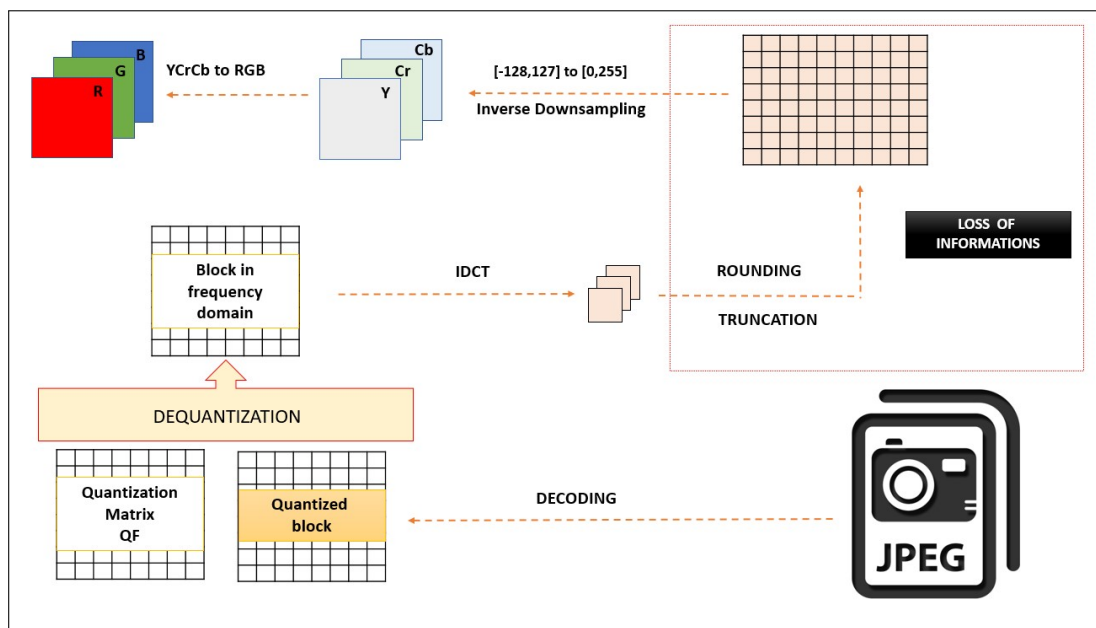 B
G
R
YCrCb to RGB
Cb
Cr
Y
[-128,127] to [0,255]
Inverse Downsampling
LOSS OF
INFORMATIONS
Block in
frequency
domain
IDCT
ROUNDING
TRUNCATION
DEQUANTIZATION
Quantization
Matrix
QF
Quantized
block
DECODING
JPEG